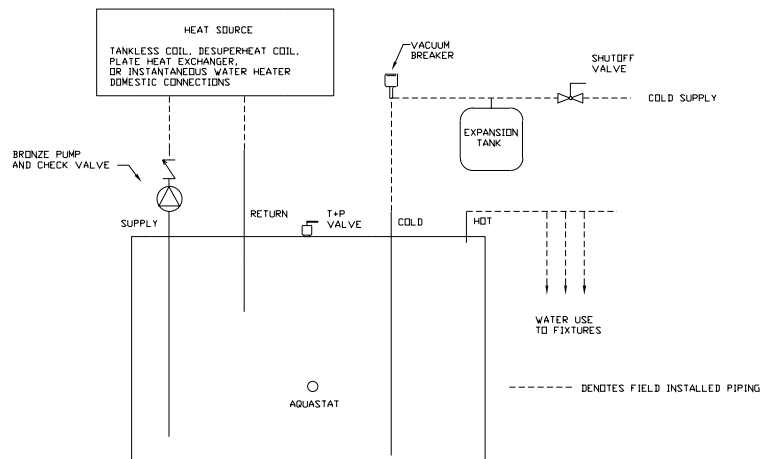 HEAT SOURCE
TANKLESS COIL, DESUPERHEAT COIL,
PLATE HEAT EXCHANGER,
OR INSTANTANEOUS WATER HEATER
DOMESTIC CONNECTIONS
VACUUM
BREAKER
SHUTOFF
VALVE
COLD SUPPLY
EXPANSION
TANK
BRONZE PUMP
AND CHECK VALVE
SUPPLY
RETURN
T+P
VALVE
COLD
HOT
WATER USE
TO FIXTURES
AQUASTAT
DENOTES FIELD INSTALLED PIPING